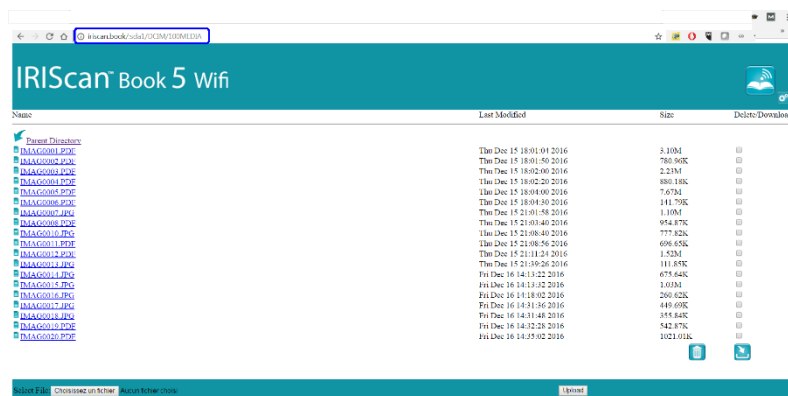 iriscan.book/sda1/DCIM/100MEDIA
IRIScan™ Book 5 Wifi
Name Last Modified Size Delete/Download
Parent Directory
IMAG0001.PDF Thu Dec 15 18:01:04 2016 3.10M
IMAG0002.PDF Thu Dec 15 18:01:50 2016 780.96K
IMAG0003.PDF Thu Dec 15 18:02:00 2016 2.23M
IMAG0004.PDF Thu Dec 15 18:02:20 2016 880.18K
IMAG0005.PDF Thu Dec 15 18:04:00 2016 7.67M
IMAG0006.PDF Thu Dec 15 18:04:30 2016 141.79K
IMAG0007.JPG Thu Dec 15 21:01:58 2016 1.10M
IMAG0008.PDF Thu Dec 15 21:03:40 2016 954.87K
IMAG0010.JPG Thu Dec 15 21:08:40 2016 777.82K
IMAG0011.PDF Thu Dec 15 21:08:56 2016 696.65K
IMAG0012.PDF Thu Dec 15 21:11:24 2016 1.52M
IMAG0013.JPG Thu Dec 15 21:39:26 2016 111.85K
IMAG0014.JPG Fri Dec 16 14:13:22 2016 675.64K
IMAG0015.JPG Fri Dec 16 14:13:32 2016 1.03M
IMAG0016.JPG Fri Dec 16 14:18:02 2016 260.62K
IMAG0017.JPG Fri Dec 16 14:31:36 2016 449.69K
IMAG0018.JPG Fri Dec 16 14:31:48 2016 355.84K
IMAG0019.PDF Fri Dec 16 14:32:28 2016 542.87K
IMAG0020.PDF Fri Dec 16 14:35:02 2016 1021.01K
Select File: Choisissez un fichier Aucun fichier choisi Upload